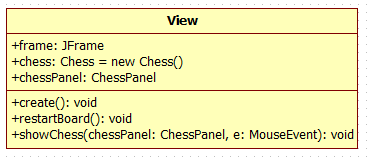 View
+frame: JFrame
+chess: Chess = new Chess()
+chessPanel: ChessPanel
+create(): void
+restartBoard(): void
+showChess(chessPanel: ChessPanel, e: MouseEvent): void